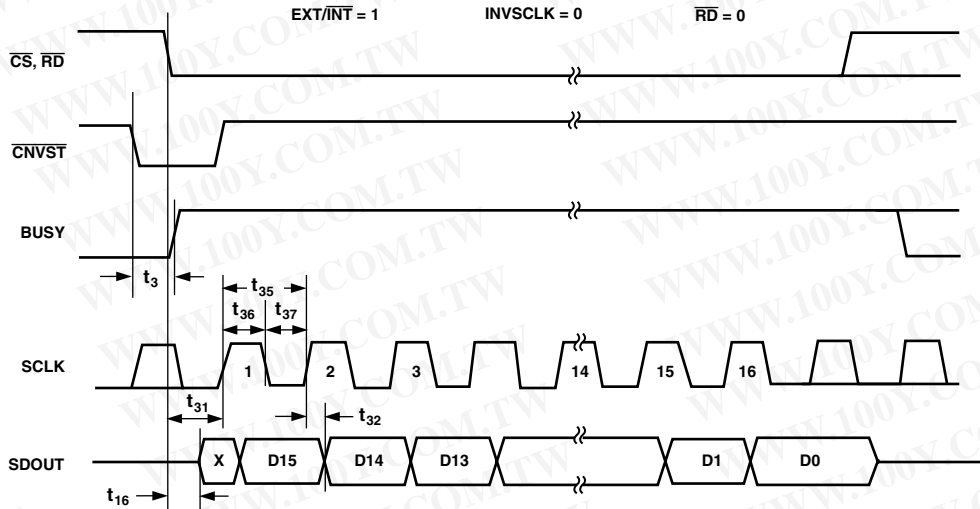 EXT/INT = 1 INVSCLK = 0 RD = 0
CS, RD
CNVST
BUSY
t3
t35
t36 t37
SCLK
1 2 3 14 15 16
t31
t32
SDOUT
X D15 D14 D13 D1 D0
t16
WWW.100Y.COM.TW